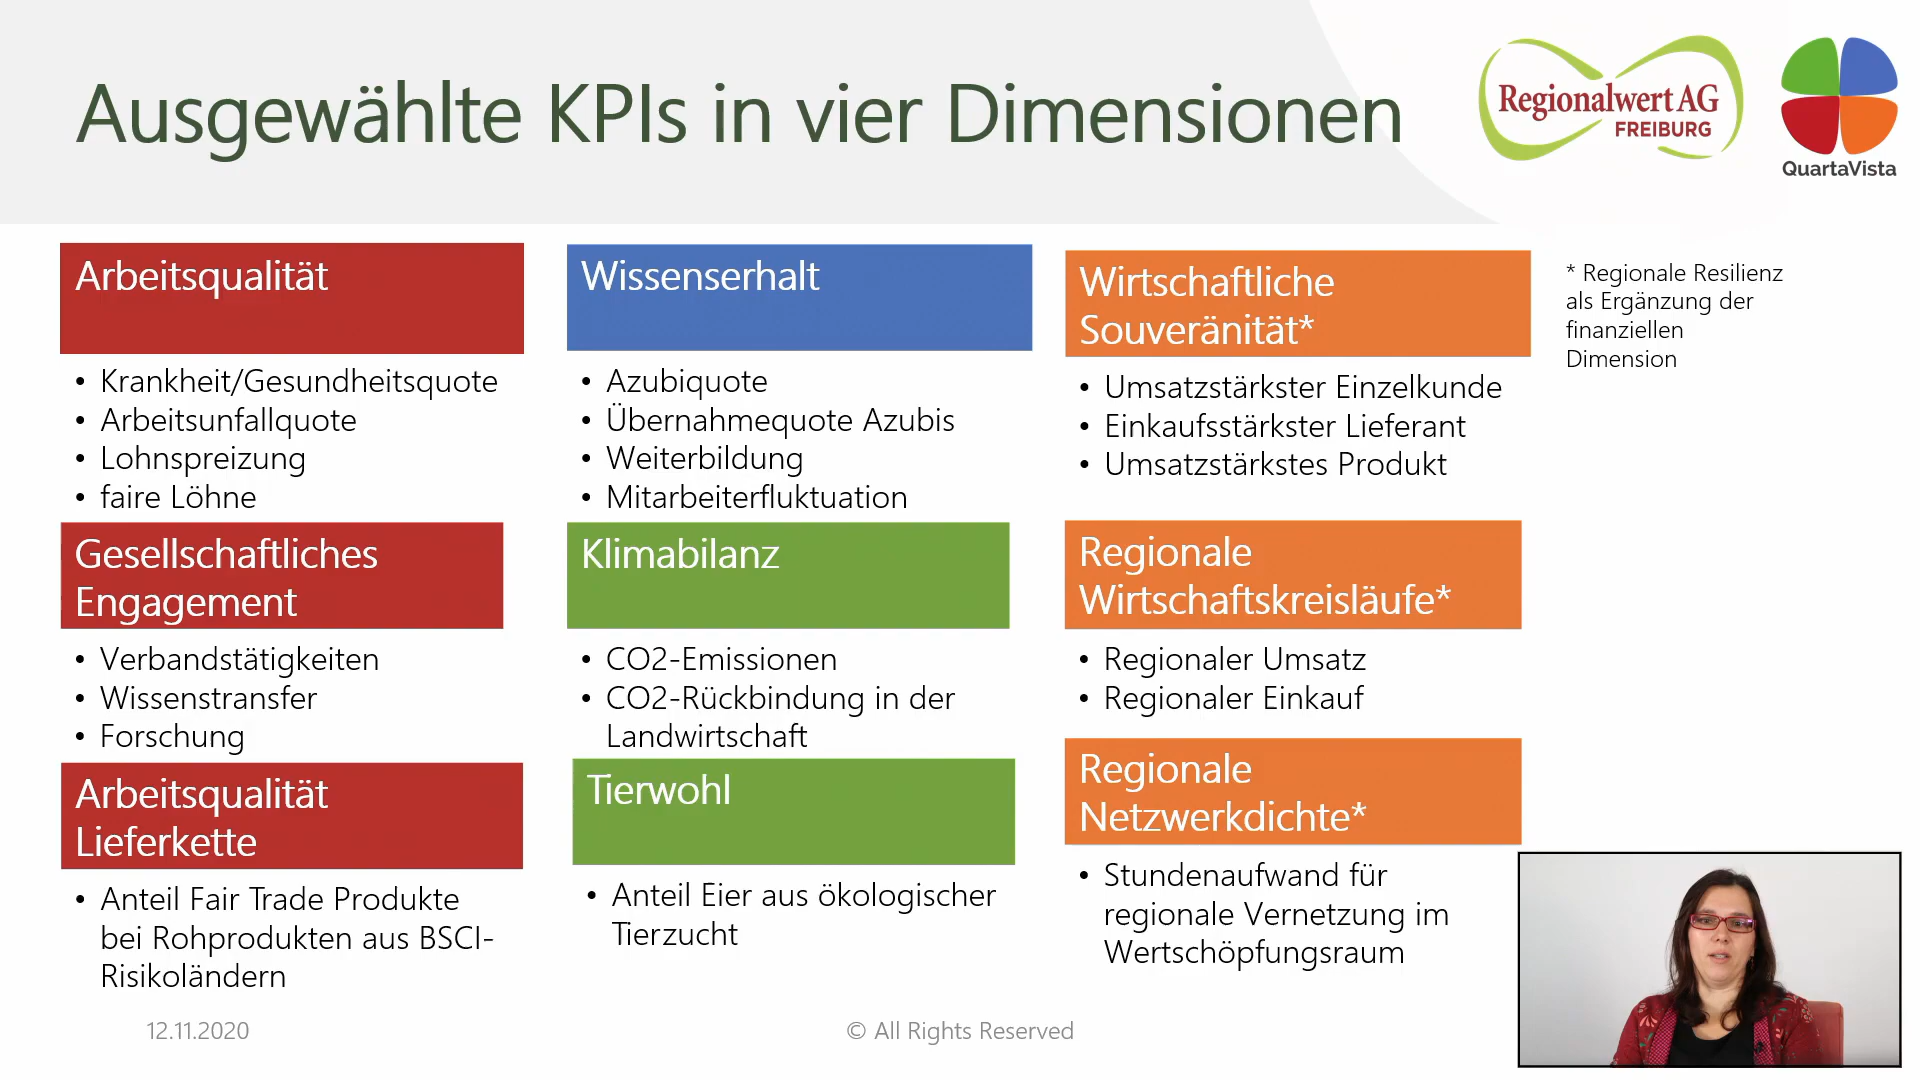 Ausgewählte KPIs in vier Dimensionen
Regionalwert AG
FREIBURG
QuartaVista
Arbeitsqualität
• Krankheit/Gesundheitsquote
• Arbeitsunfallquote
• Lohnspreizung
• faire Löhne
Gesellschaftliches
Engagement
• Verbandstätigkeiten
• Wissenstransfer
• Forschung
Arbeitsqualität
Lieferkette
• Anteil Fair Trade Produkte
bei Rohprodukten aus BSCI-
Risikoländern
Wissenserhalt
• Azubiquote
• Übernahmequote Azubis
• Weiterbildung
• Mitarbeiterfluktuation
Klimabilanz
• CO2-Emissionen
• CO2-Rückbindung in der
Landwirtschaft
Tierwohl
• Anteil Eier aus ökologischer
Tierzucht
Wirtschaftliche
Souveränität*
• Umsatzstärkster Einzelkunde
• Einkaufsstärkster Lieferant
• Umsatzstärkstes Produkt
Regionale
Wirtschaftskreisläufe*
• Regionaler Umsatz
• Regionaler Einkauf
Regionale
Netzwerkdichte*
• Stundenaufwand für
regionale Vernetzung im
Wertschöpfungsraum
* Regionale Resilienz
als Ergänzung der
finanziellen
Dimension
12.11.2020
© All Rights Reserved